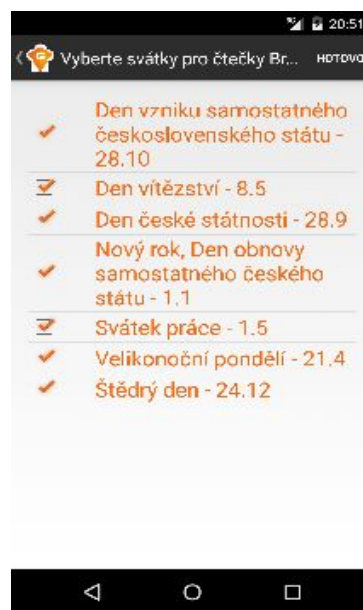 20:51
Vyberte svátky pro čtečky Br... HOTOVO
Den vzniku samostatného
československého státu -
28.10
Den vítězství - 8.5
Den české státnosti - 28.9
Nový rok, Den obnovy
samostatného českého
státu - 1.1
Svátek práce - 1.5
Velikonoční pondělí - 21.4
Štědrý den - 24.12